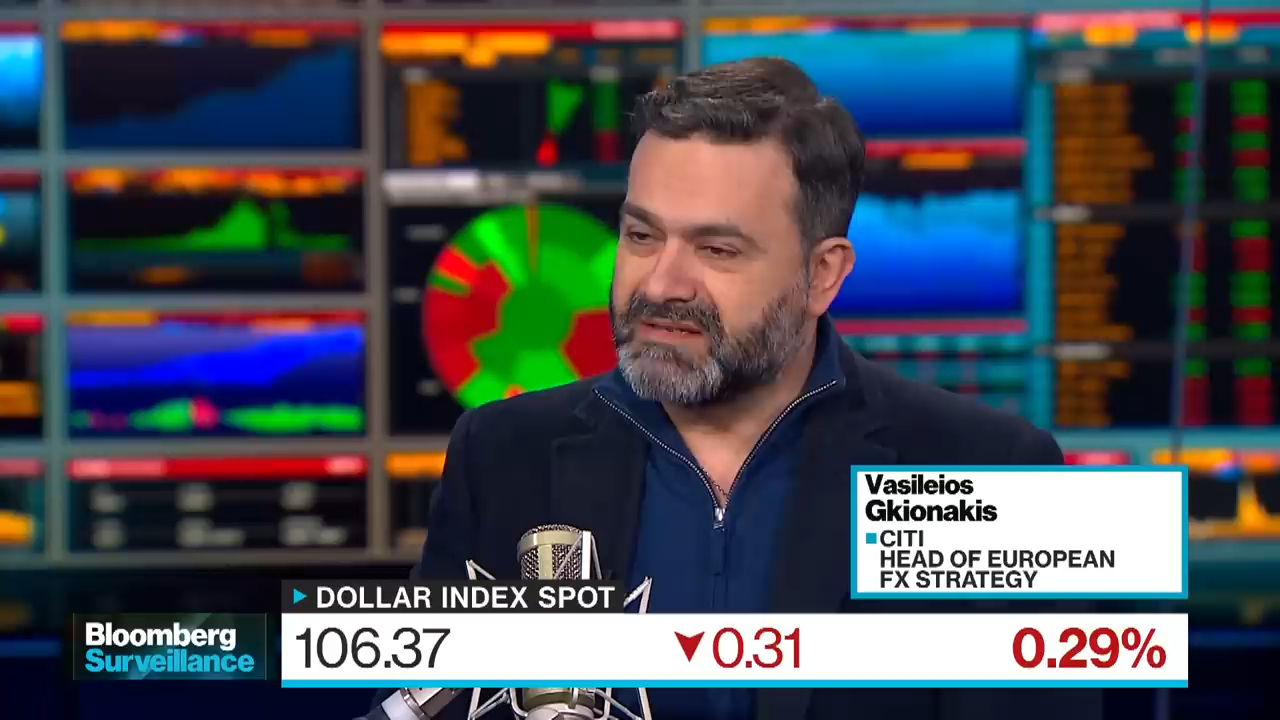 Vasileios
Gkionakis
CITI
HEAD OF EUROPEAN
FX STRATEGY
DOLLAR INDEX SPOT
Bloomberg
Surveillance
106.37 0.31 0.29%